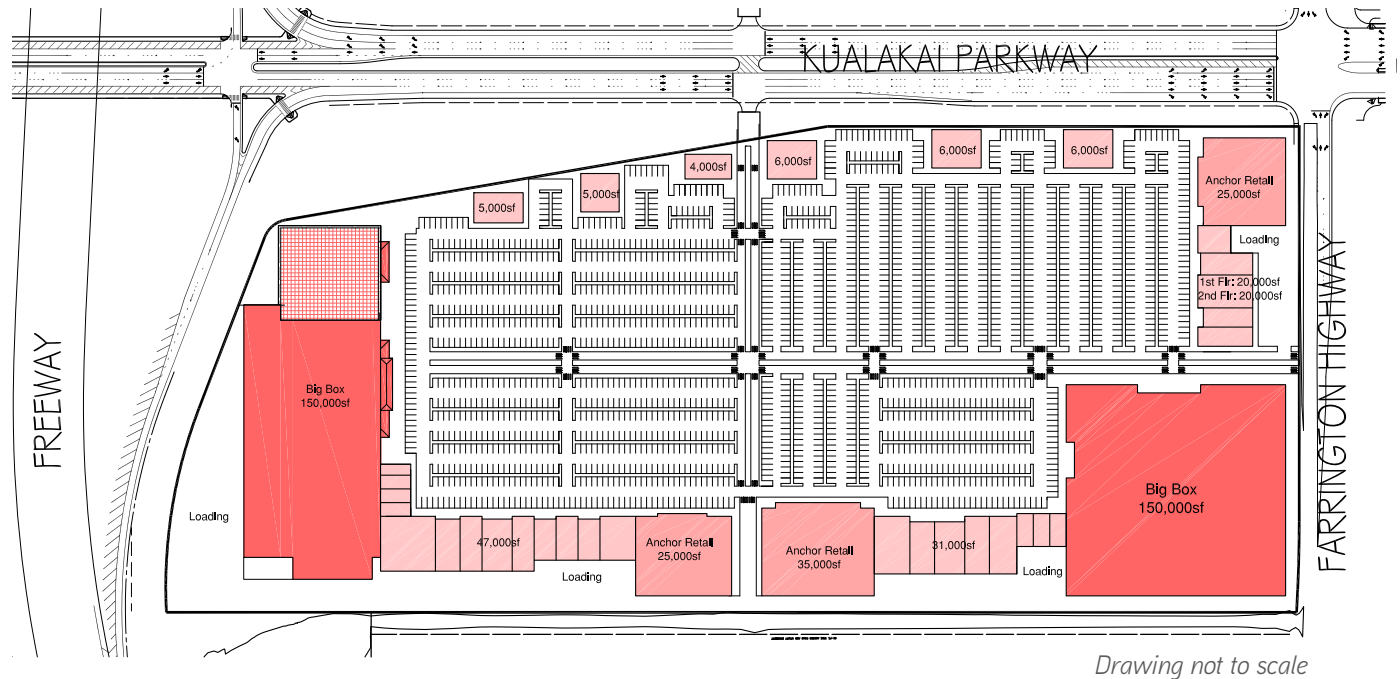 KUALAKAI PARKWAY
4,000sf
6,000sf
6,000sf
6,000sf
5,000sf
5,000sf
Anchor Retail
25,000sf
Loading
1st Flr: 20,000sf
2nd Flr: 20,000sf
FREEWAY
FARRINGTON HIGHWAY
Big Box
150,000sf
Loading
47,000sf
Loading
Anchor Retail
25,000sf
Anchor Retail
35,000sf
31,000sf
Loading
Big Box
150,000sf
Drawing not to scale